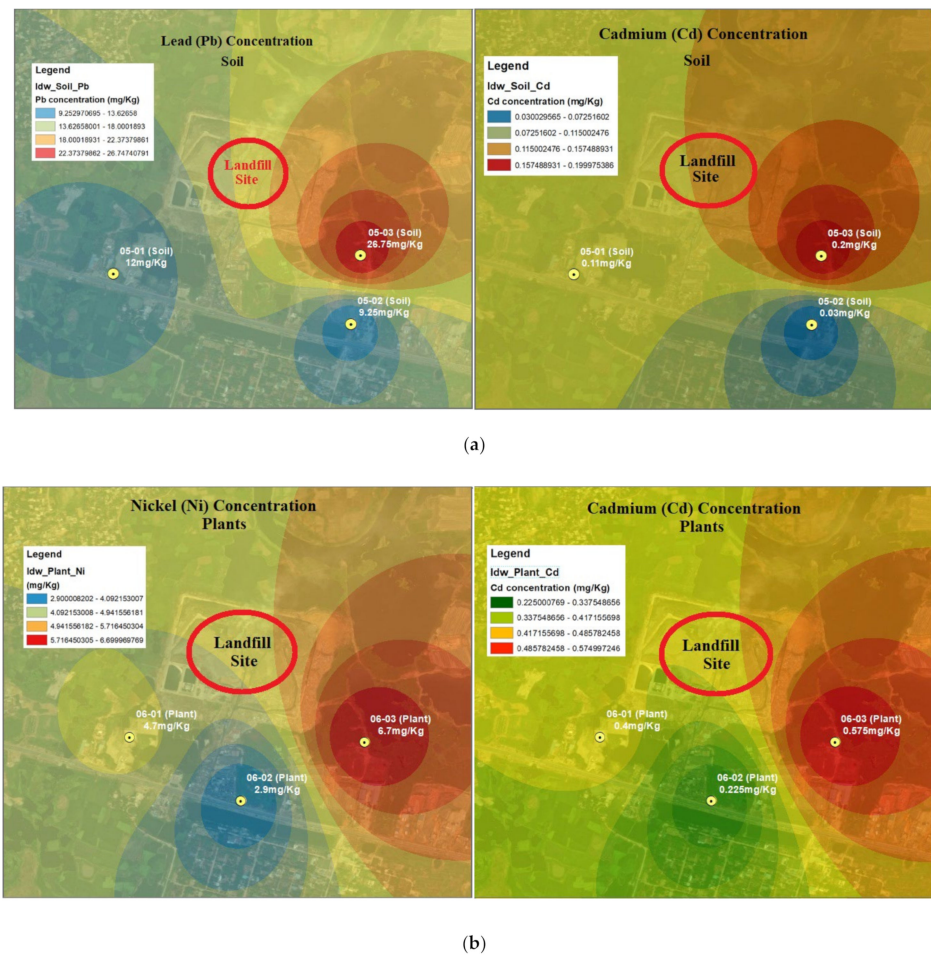 Lead (Pb) Concentration
Soil
Legend
Idw_Soil_Pb
Pb concentration (mg/Kg)
9.252970695 - 13.62658
13.62658001 - 18.0001893
18.00018931 - 22.37379861
22.37379862 - 26.74740791
Landfill
Site
05-01 (Soil)
12mg/Kg
05-03 (Soil)
26.75mg/Kg
05-02 (Soil)
9.25mg/Kg
Cadmium (Cd) Concentration
Soil
Legend
Idw_Soil_Cd
Cd concentration (mg/Kg)
0.030029565 - 0.07251602
0.07251602 - 0.115002476
0.115002476 - 0.157488931
0.157488931 - 0.199975386
Landfill
Site
05-01 (Soil)
0.11mg/Kg
05-03 (Soil)
0.2mg/Kg
05-02 (Soil)
0.03mg/Kg
(a)
Nickel (Ni) Concentration
Plants
Legend
Idw_Plant_Ni
(mg/Kg)
2.900008202 - 4.092153007
4.092153008 - 4.941556181
4.941556182 - 5.716450304
5.716450305 - 6.699969769
Landfill
Site
06-01 (Plant)
4.7mg/Kg
06-03 (Plant)
6.7mg/Kg
06-02 (Plant)
2.9mg/Kg
Cadmium (Cd) Concentration
Plants
Legend
Idw_Plant_Cd
Cd concentration (mg/Kg)
0.225000769 - 0.337548656
0.337548656 - 0.417155698
0.417155698 - 0.485782458
0.485782458 - 0.574997246
Landfill
Site
06-01 (Plant)
0.4mg/Kg
06-03 (Plant)
0.575mg/Kg
06-02 (Plant)
0.225mg/Kg
(b)